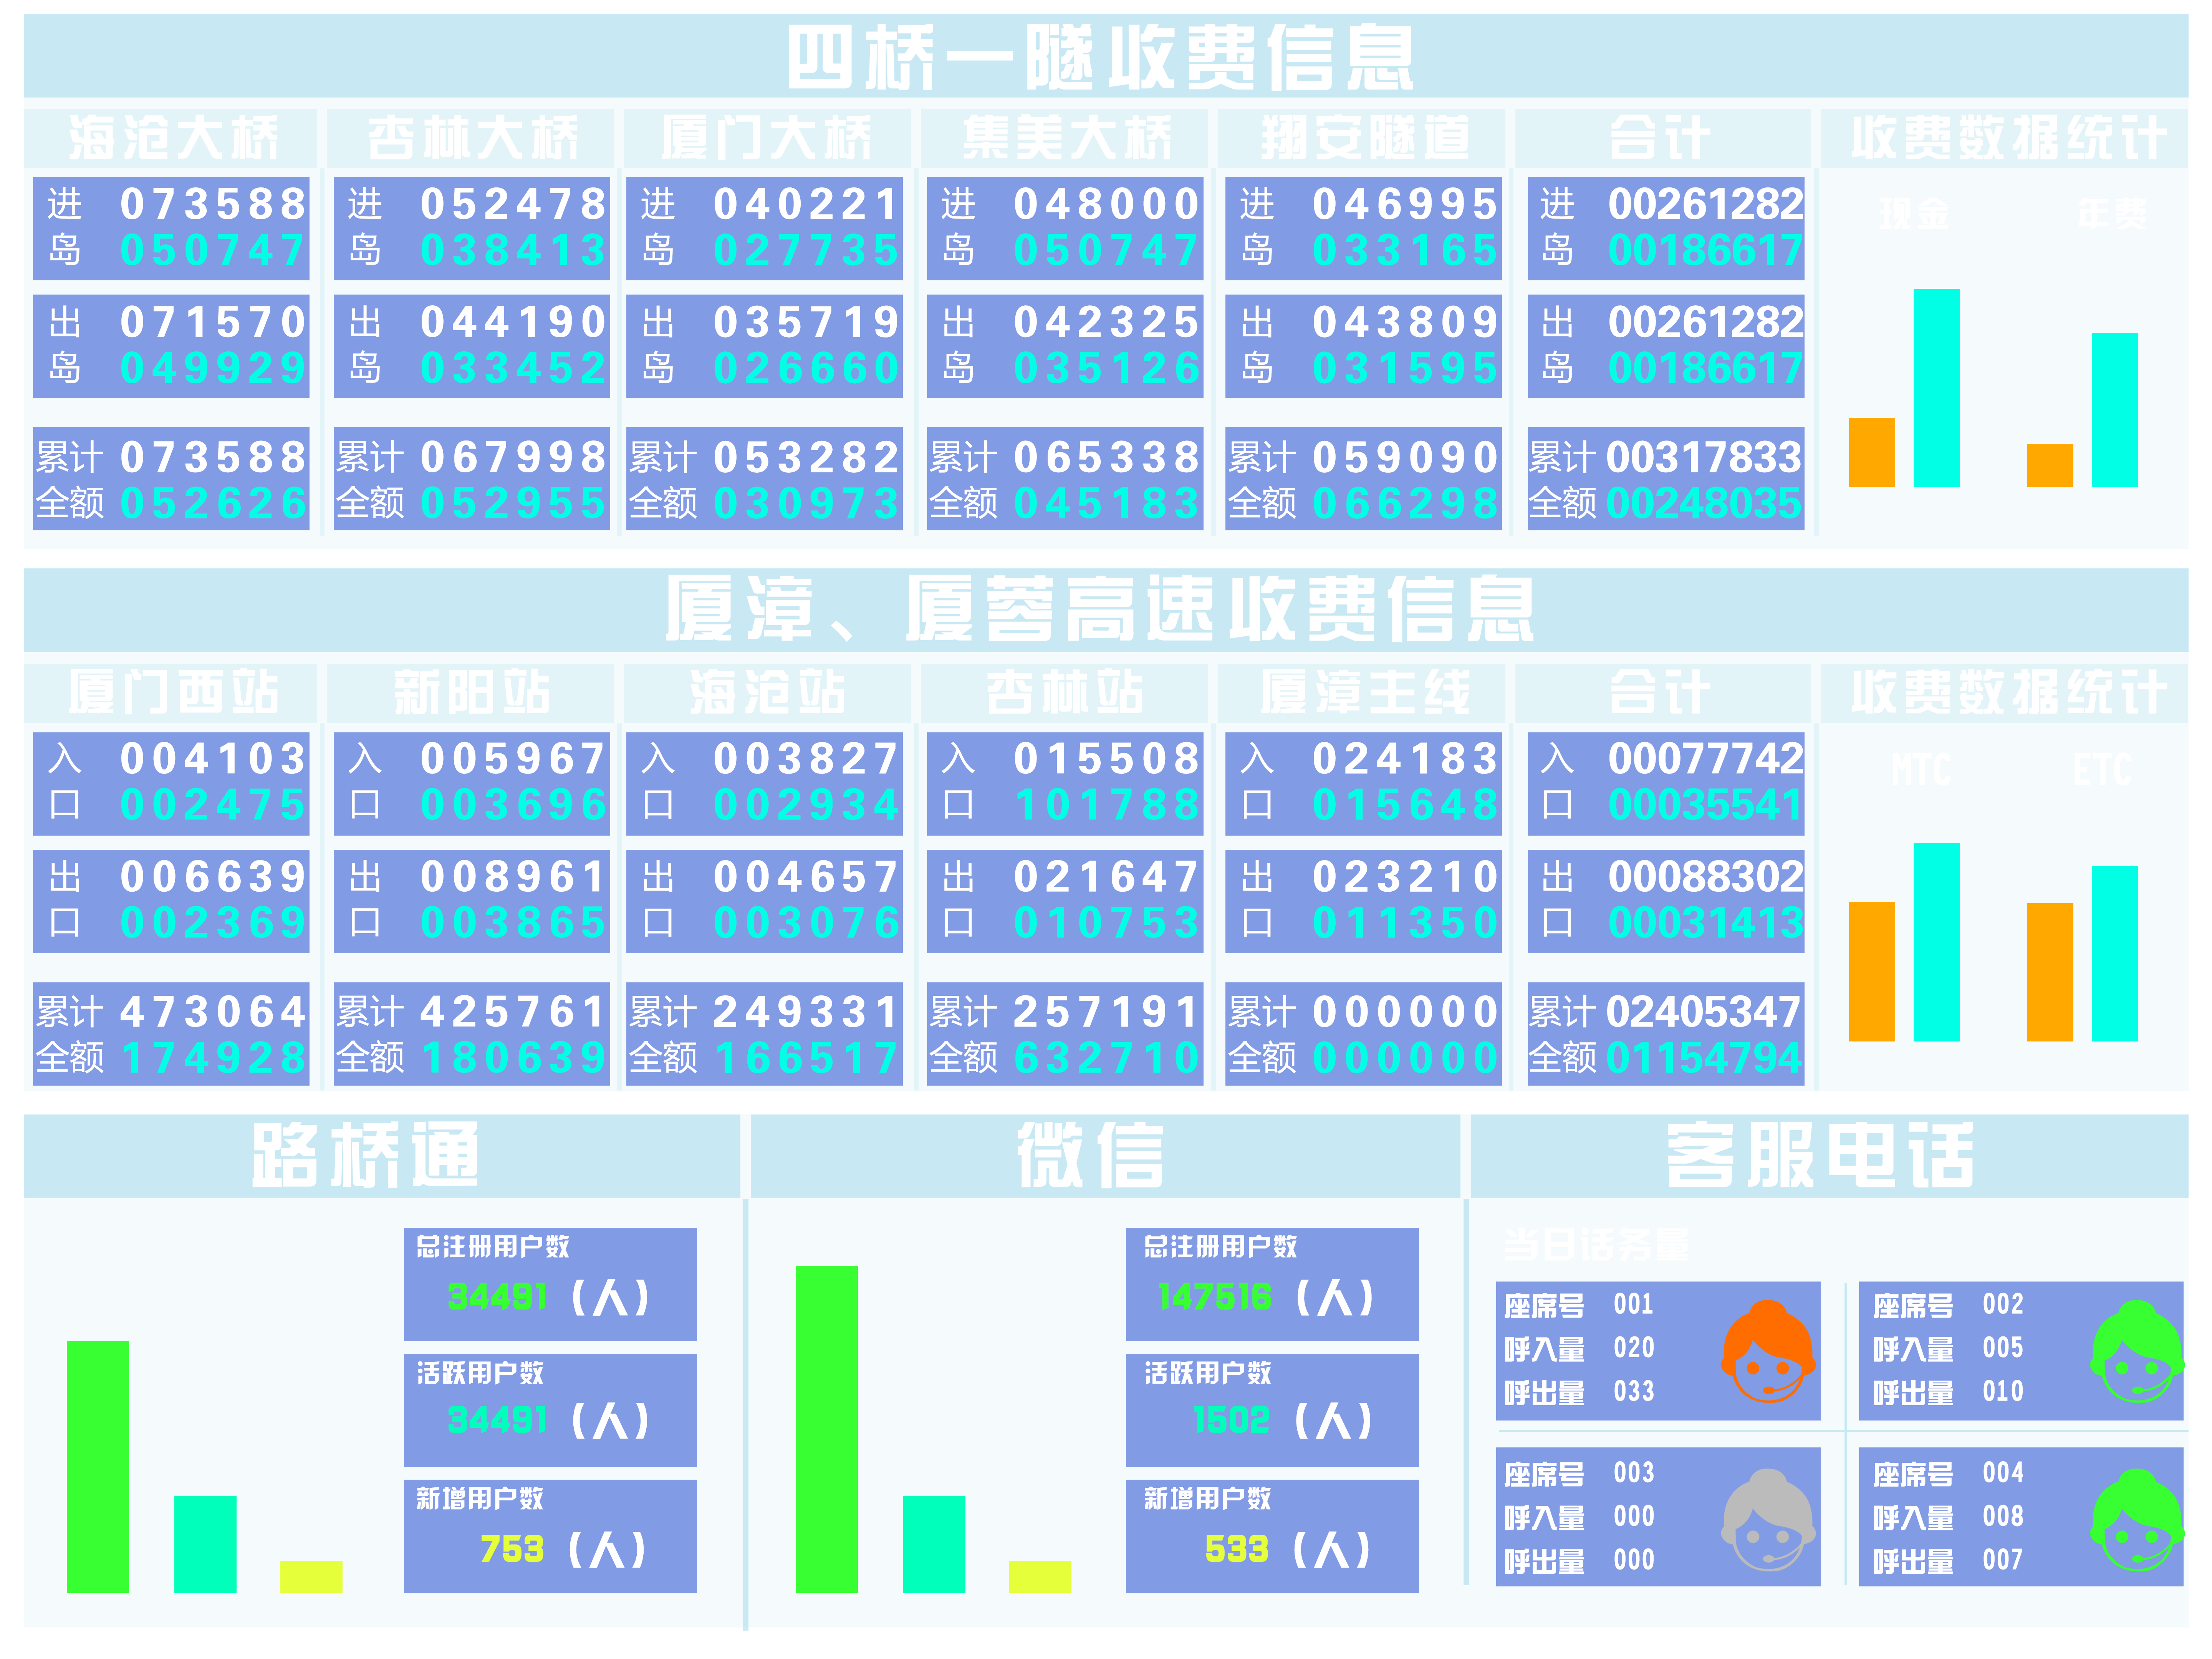 四桥一隧收费信息
海沧大桥 杏林大桥 厦门大桥 集美大桥 翔安隧道 合计 收费数据统计
进 073588 进 052478 进 040221 进 048000 进 046995 进 00261282 现金 年费
岛 050747 岛 038413 岛 027735 岛 050747 岛 033165 岛 00186617
出 071570 出 044190 出 035719 出 042325 出 043809 出 00261282
岛 049929 岛 033452 岛 026660 岛 035126 岛 031595 岛 00186617
累计 073588 累计 067998 累计 053282 累计 065338 累计 059090 累计 00317833
全额 052626 全额 052955 全额 030973 全额 045183 全额 066298 全额 00248035
厦漳、厦蓉高速收费信息
厦门西站 新阳站 海沧站 杏林站 厦漳主线 合计 收费数据统计
入 004103 入 005967 入 003827 入 015508 入 024183 入 00077742 MTC ETC
口 002475 口 003696 口 002934 口 101788 口 015648 口 00035541
出 006639 出 008961 出 004657 出 021647 出 023210 出 00088302
口 002369 口 003865 口 003076 口 010753 口 011350 口 00031413
累计 473064 累计 425761 累计 249331 累计 257191 累计 000000 累计 02405347
全额 174928 全额 180639 全额 166517 全额 632710 全额 000000 全额 01154794
路桥通
总注册用户数
34491 (人)
活跃用户数
34491 (人)
新增用户数
753 (人)
微信
总注册用户数
147516 (人)
活跃用户数
1502 (人)
新增用户数
533 (人)
客服电话
当日话务量
座席号 001
呼入量 020
呼出量 033
座席号 002
呼入量 005
呼出量 010
座席号 003
呼入量 000
呼出量 000
座席号 004
呼入量 008
呼出量 007